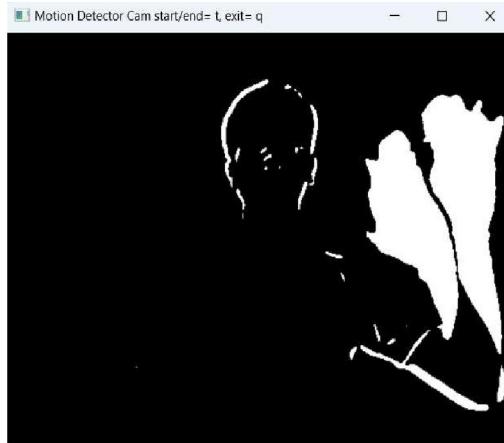 Motion Detector Cam start/end= t, exit= q